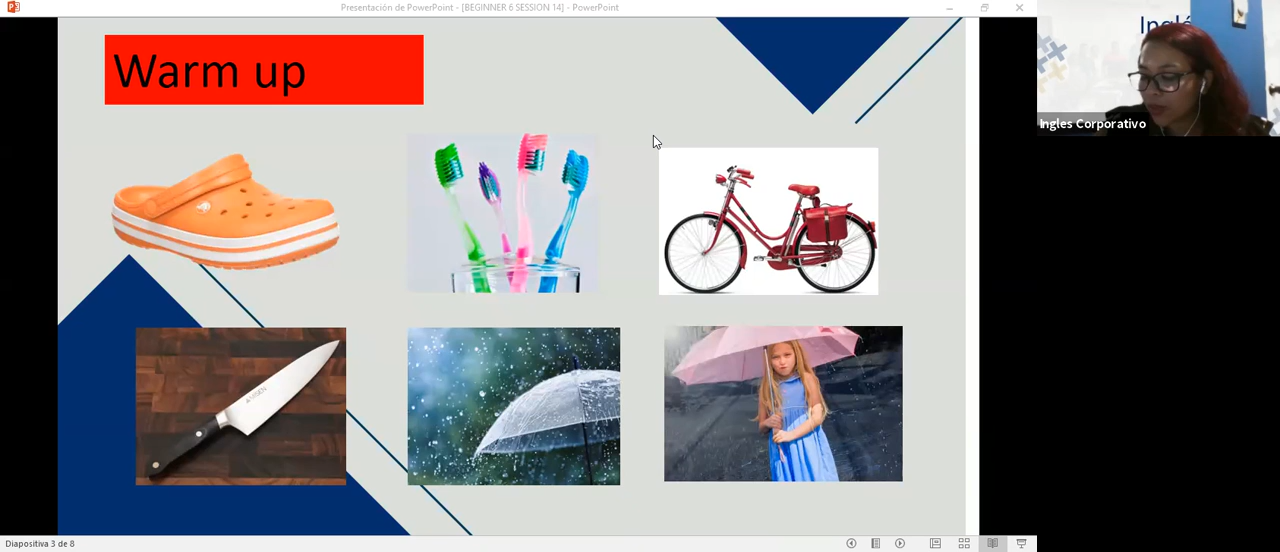 Presentación de PowerPoint - [BEGINNER 6 SESSION 14] - PowerPoint
Warm up
Ingles Corporativo
Diapositiva 3 de 8